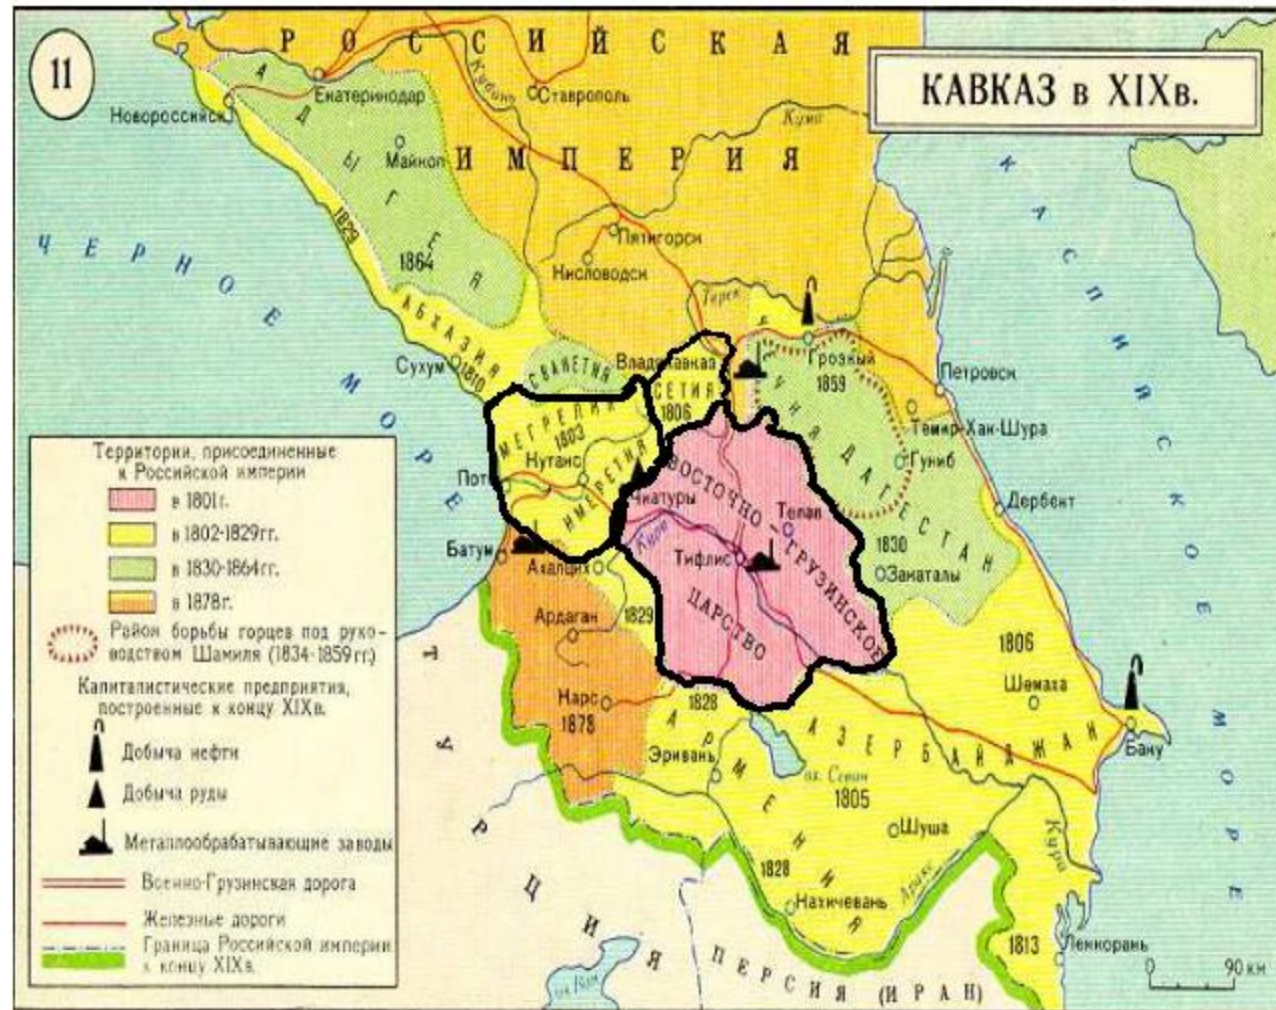 11
РОССИЙСКАЯ
ИМПЕРИЯ
КАВКАЗ в XIXв.
Екатеринодар
Ставрополь
Кубань
Кума
Новороссийск
Майкоп
АДЫГЕЯ
1829
1864
Пятигорск
Кисловодск
ЧЕРНОЕ МОРЕ
КАСПИЙСКОЕ МОРЕ
АБХАЗИЯ
1810
Сухум
СВАНЕТИЯ
Терек
Владикавказ
СЕТИЯ
1806
Грозный
1859
Петровск
Темир-Хан-Шура
Гуниб
Дербент
ДАГЕСТАН
1830
Закаталы
МЕГРЕЛИЯ
1803
Кутаис
ИМЕРЕТИЯ
Поти
Чиатуры
ВОСТОЧНО-ГРУЗИНСКОЕ
ЦАРСТВО
Телав
Тифлис
Кура
Батум
Ахалцих
1829
Ардаган
Карс
1878
1828
АРМЕНИЯ
Эривань
оз. Севан
1805
АЗЕРБАЙДЖАН
1806
Шемаха
Баку
Шуша
1828
Нахичевань
Аракс
Кура
1813
Ленкорань
ТУРЦИЯ
оз. Ван
ПЕРСИЯ (ИРАН)
0 90 км
Территории, присоединенные
к Российской империи
в 1801г.
в 1802-1829гг.
в 1830-1864гг.
в 1878г.
Район борьбы горцев под руко-
водством Шамиля (1834-1859гг.)
Капиталистические предприятия,
построенные к концу XIXв.
Добыча нефти
Добыча руды
Металлообрабатывающие заводы
Военно-Грузинская дорога
Железные дороги
Граница Российской империи
к концу XIXв.